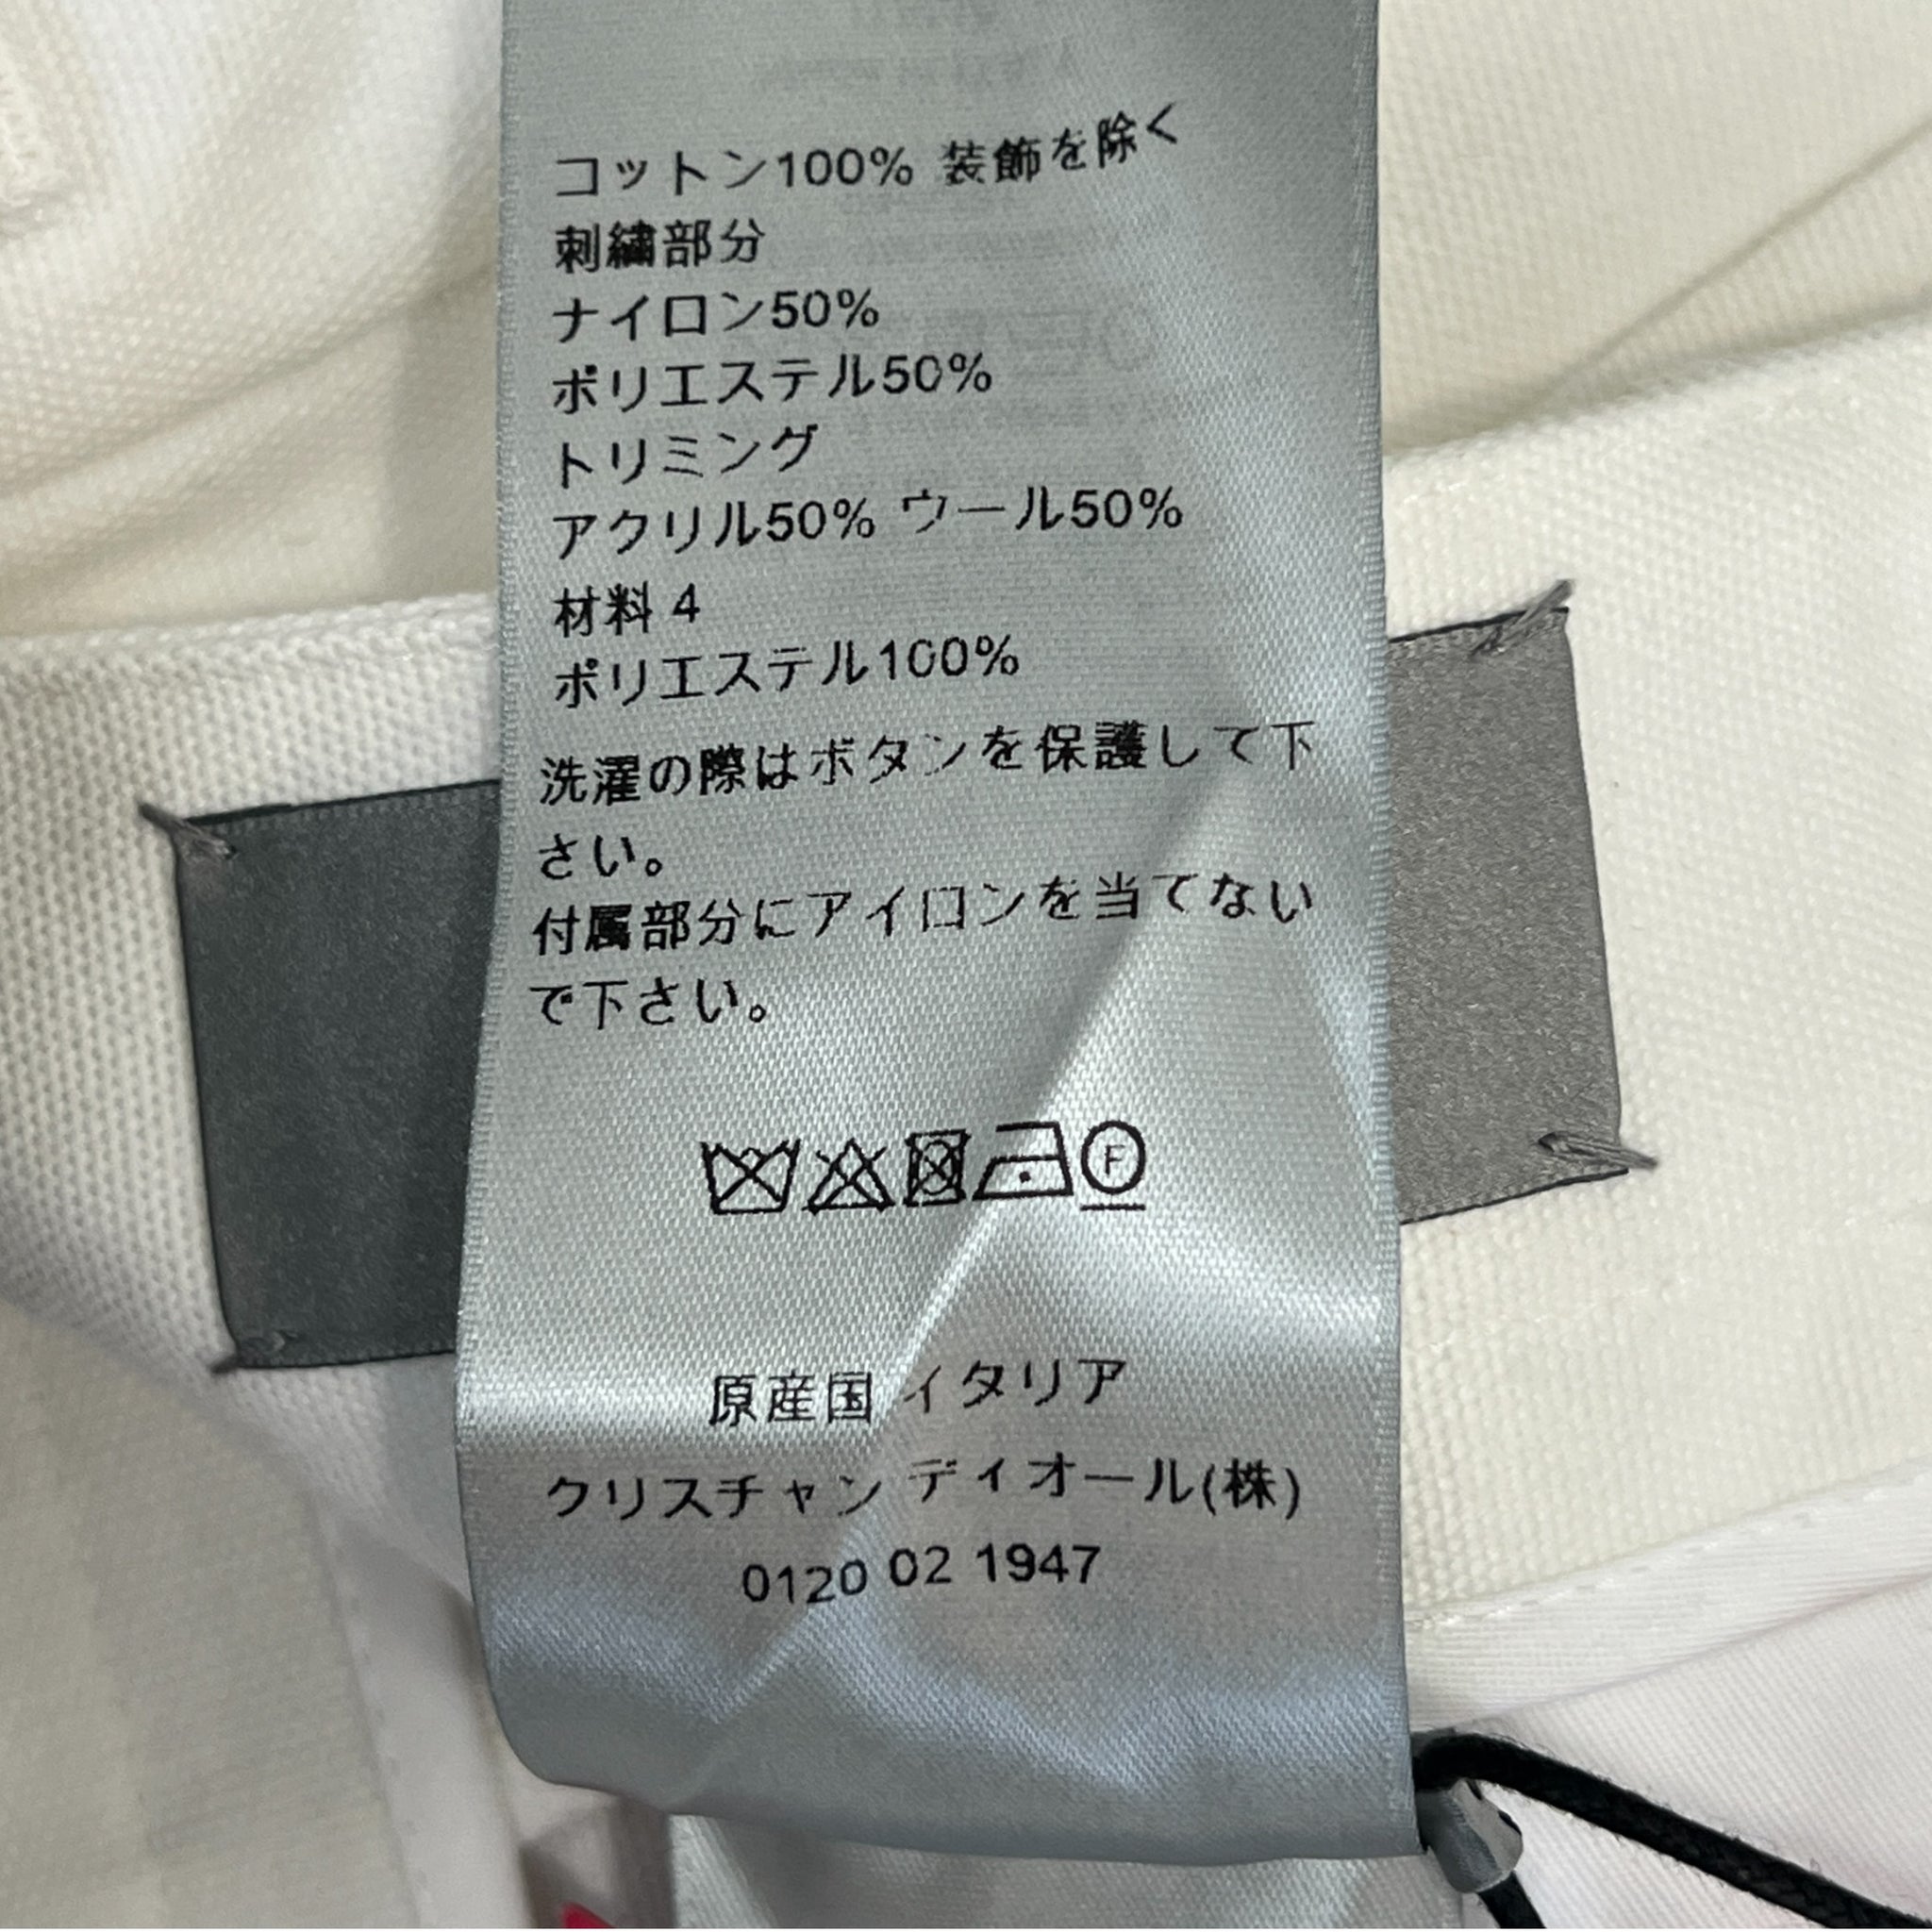 コットン100% 装飾を除く
刺繍部分
ナイロン50%
ポリエステル50%
トリミング
アクリル50% ウール50%
材料 4
ポリエステル100%
洗濯の際はボタンを保護して下
さい。
付属部分にアイロンを当てない
で下さい。
F
原産国 イタリア
クリスチャン ディオール(株)
0120 02 1947